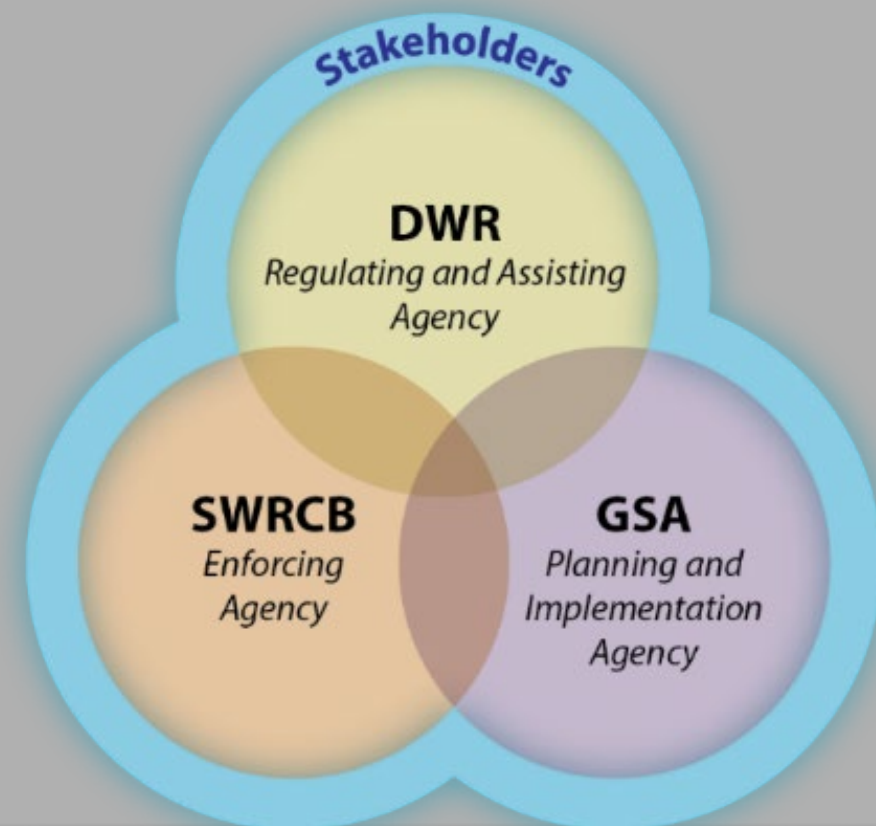 Stakeholders
DWR
Regulating and Assisting
Agency
SWRCB
Enforcing
Agency
GSA
Planning and
Implementation
Agency